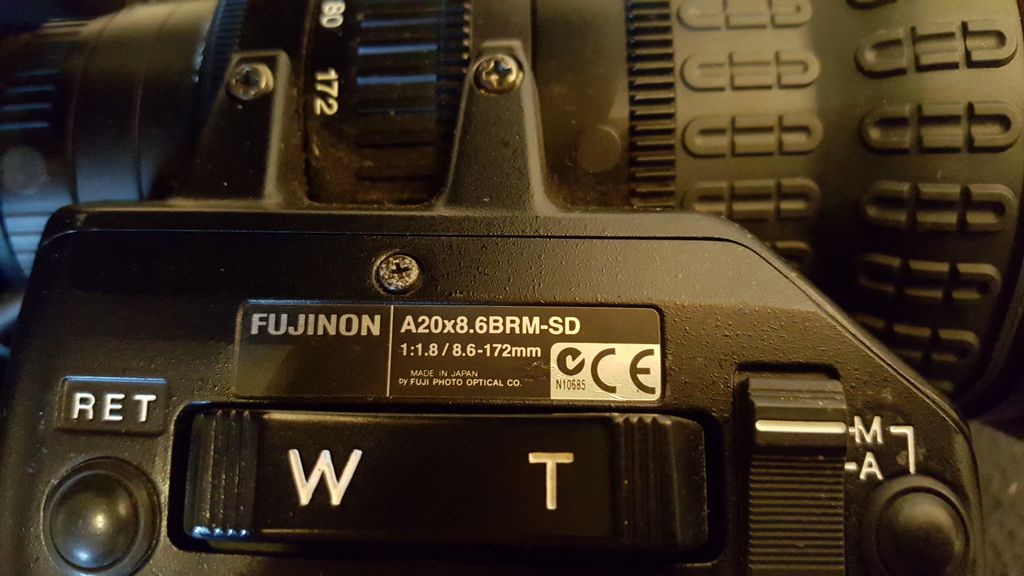 80
172
FUJINON
A20x8.6BRM-SD
1:1.8 / 8.6-172mm
MADE IN JAPAN
by FUJI PHOTO OPTICAL CO.
N10685
CE
RET
W T
M
A